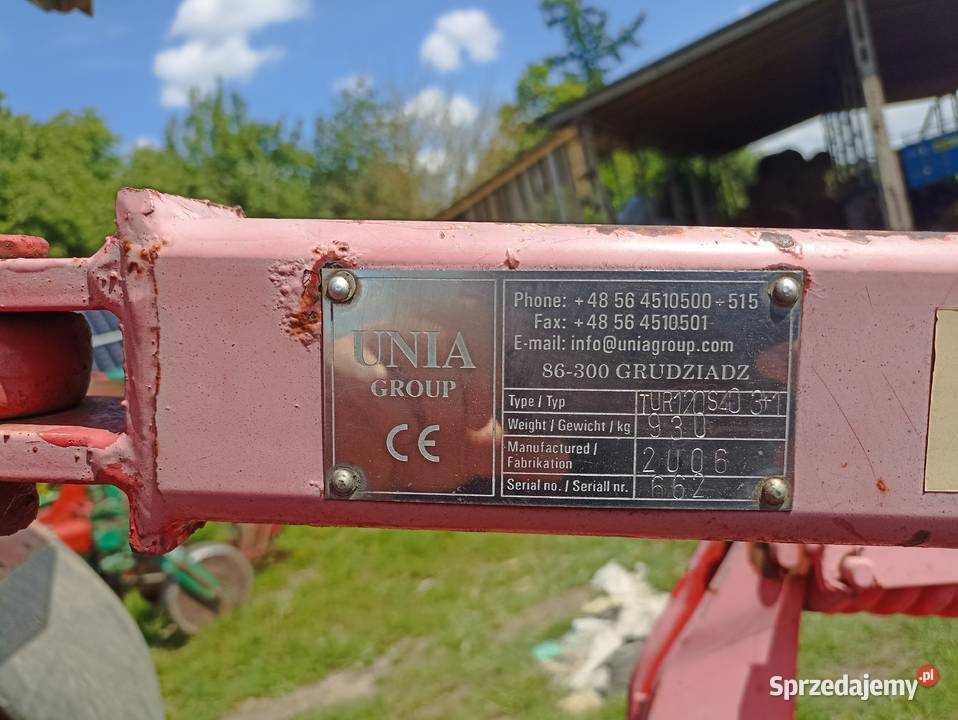 UNIA
GROUP
CE
Phone: +48 56 4510500÷515
Fax: +48 56 4510501
E-mail: info@uniagroup.com
86-300 GRUDZIADZ
Type / Typ TUR120S40 3+1
Weight / Gewicht / kg 930
Manufactured /
Fabrikation 2006
Serial no. / Seriall nr. 662
Sprzedajemy.pl